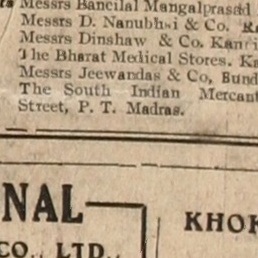 Messrs Bancilal Mangalprasad
Messrs D. Nanubhai & Co.
Messrs Dinshaw & Co.
The Bharat Medical Stores.
Messrs Jeewandas & Co,
The South Indian
Street, P. T. Madras.
NAL
KHOK
CO., LTD.,